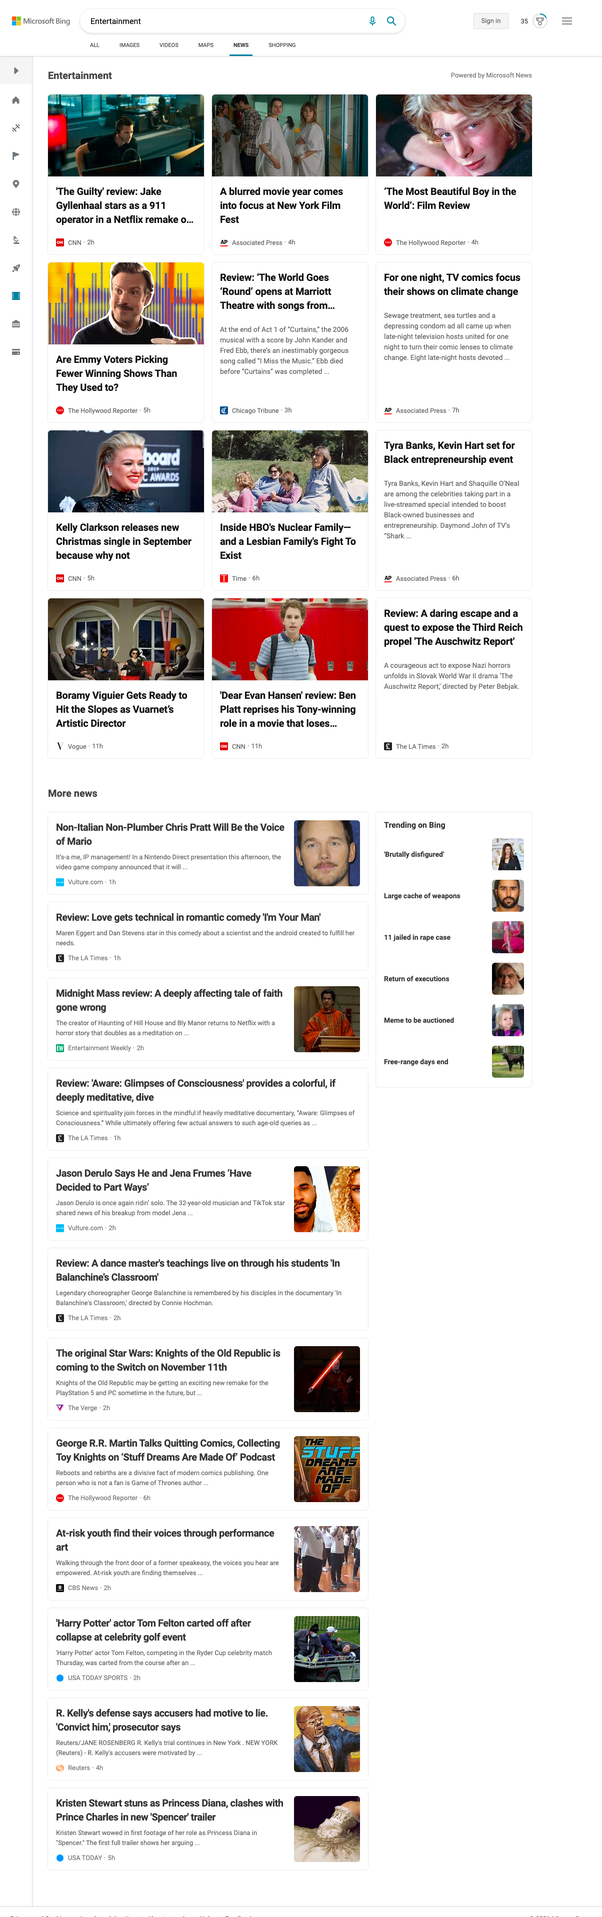 Microsoft Bing
Entertainment
Sign in
35
ALL
IMAGES
VIDEOS
MAPS
NEWS
SHOPPING
Entertainment
Powered by Microsoft News
'The Guilty' review: Jake
Gyllenhaal stars as a 911
operator in a Netflix remake o...
CNN · 2h
A blurred movie year comes
into focus at New York Film
Fest
AP Associated Press · 4h
'The Most Beautiful Boy in the
World': Film Review
The Hollywood Reporter · 4h
Are Emmy Voters Picking
Fewer Winning Shows Than
They Used to?
The Hollywood Reporter · 5h
Review: 'The World Goes
'Round' opens at Marriott
Theatre with songs from...
At the end of Act 1 of "Curtains," the 2006
musical with a score by John Kander and
Fred Ebb, there's an inestimably gorgeous
song called "I Miss the Music." Ebb died
before "Curtains" was completed ...
Chicago Tribune · 3h
For one night, TV comics focus
their shows on climate change
Sewage treatment, sea turtles and a
depressing condom ad all came up when
late-night television hosts united for one
night to turn their comic lenses to climate
change. Eight late-night hosts devoted ...
AP Associated Press · 7h
board
2019
C AWARDS
Kelly Clarkson releases new
Christmas single in September
because why not
CNN · 5h
Inside HBO's Nuclear Family—
and a Lesbian Family's Fight To
Exist
Time · 6h
Tyra Banks, Kevin Hart set for
Black entrepreneurship event
Tyra Banks, Kevin Hart and Shaquille O'Neal
are among the celebrities taking part in a
live-streamed special intended to boost
Black-owned businesses and
entrepreneurship. Daymond John of TV's
"Shark ...
AP Associated Press · 6h
Boramy Viguier Gets Ready to
Hit the Slopes as Vuarnet's
Artistic Director
Vogue · 11h
'Dear Evan Hansen' review: Ben
Platt reprises his Tony-winning
role in a movie that loses...
CNN · 11h
Review: A daring escape and a
quest to expose the Third Reich
propel 'The Auschwitz Report'
A courageous act to expose Nazi horrors
unfolds in Slovak World War II drama 'The
Auschwitz Report,' directed by Peter Bebjak.
The LA Times · 2h
More news
Non-Italian Non-Plumber Chris Pratt Will Be the Voice
of Mario
It's-a me, IP management! In a Nintendo Direct presentation this afternoon, the
video game company announced that it will ...
Vulture.com · 1h
Review: Love gets technical in romantic comedy 'I'm Your Man'
Maren Eggert and Dan Stevens star in this comedy about a scientist and the android created to fulfill her
needs.
The LA Times · 1h
Midnight Mass review: A deeply affecting tale of faith
gone wrong
The creator of Haunting of Hill House and Bly Manor returns to Netflix with a
horror story that doubles as a meditation on ...
Entertainment Weekly · 2h
Review: 'Aware: Glimpses of Consciousness' provides a colorful, if
deeply meditative, dive
Science and spirituality join forces in the mindful if heavily meditative documentary, "Aware: Glimpses of
Consciousness." While ultimately offering few actual answers to such age-old queries as ...
The LA Times · 1h
Jason Derulo Says He and Jena Frumes 'Have
Decided to Part Ways'
Jason Derulo is once again ridin' solo. The 32-year-old musician and TikTok star
shared news of his breakup from model Jena ...
Vulture.com · 2h
Review: A dance master's teachings live on through his students 'In
Balanchine's Classroom'
Legendary choreographer George Balanchine is remembered by his disciples in the documentary 'In
Balanchine's Classroom,' directed by Connie Hochman.
The LA Times · 2h
The original Star Wars: Knights of the Old Republic is
coming to the Switch on November 11th
Knights of the Old Republic may be getting an exciting new remake for the
PlayStation 5 and PC sometime in the future, but ...
The Verge · 2h
George R.R. Martin Talks Quitting Comics, Collecting
Toy Knights on 'Stuff Dreams Are Made Of' Podcast
Reboots and rebirths are a divisive fact of modern comics publishing. One
person who is not a fan is Game of Thrones author ...
The Hollywood Reporter · 6h
THE
STUFF
DREAMS
ARE
MADE
OF
At-risk youth find their voices through performance
art
Walking through the front door of a former speakeasy, the voices you hear are
empowered. At-risk youth are finding themselves ...
CBS News · 2h
'Harry Potter' actor Tom Felton carted off after
collapse at celebrity golf event
'Harry Potter' actor Tom Felton, competing in the Ryder Cup celebrity match
Thursday, was carted from the course after an ...
USA TODAY SPORTS · 2h
R. Kelly's defense says accusers had motive to lie.
'Convict him,' prosecutor says
Reuters/JANE ROSENBERG R. Kelly's trial continues in New York . NEW YORK
(Reuters) - R. Kelly's accusers were motivated by ...
Reuters · 4h
Kristen Stewart stuns as Princess Diana, clashes with
Prince Charles in new 'Spencer' trailer
Kristen Stewart wowed in first footage of her role as Princess Diana in
"Spencer." The first full trailer shows her arguing ...
USA TODAY · 5h
Trending on Bing
'Brutally disfigured'
Large cache of weapons
11 jailed in rape case
Return of executions
Meme to be auctioned
Free-range days end